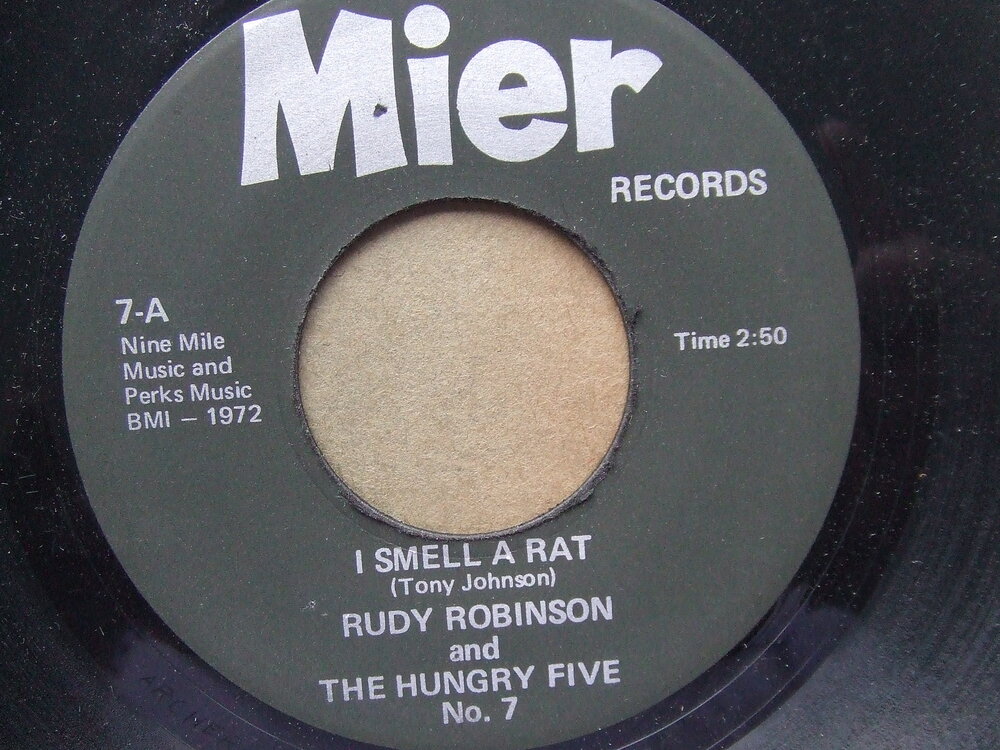 Mier
RECORDS
7-A
Nine Mile
Music and
Perks Music
BMI — 1972
Time 2:50
I SMELL A RAT
(Tony Johnson)
RUDY ROBINSON
and
THE HUNGRY FIVE
No. 7